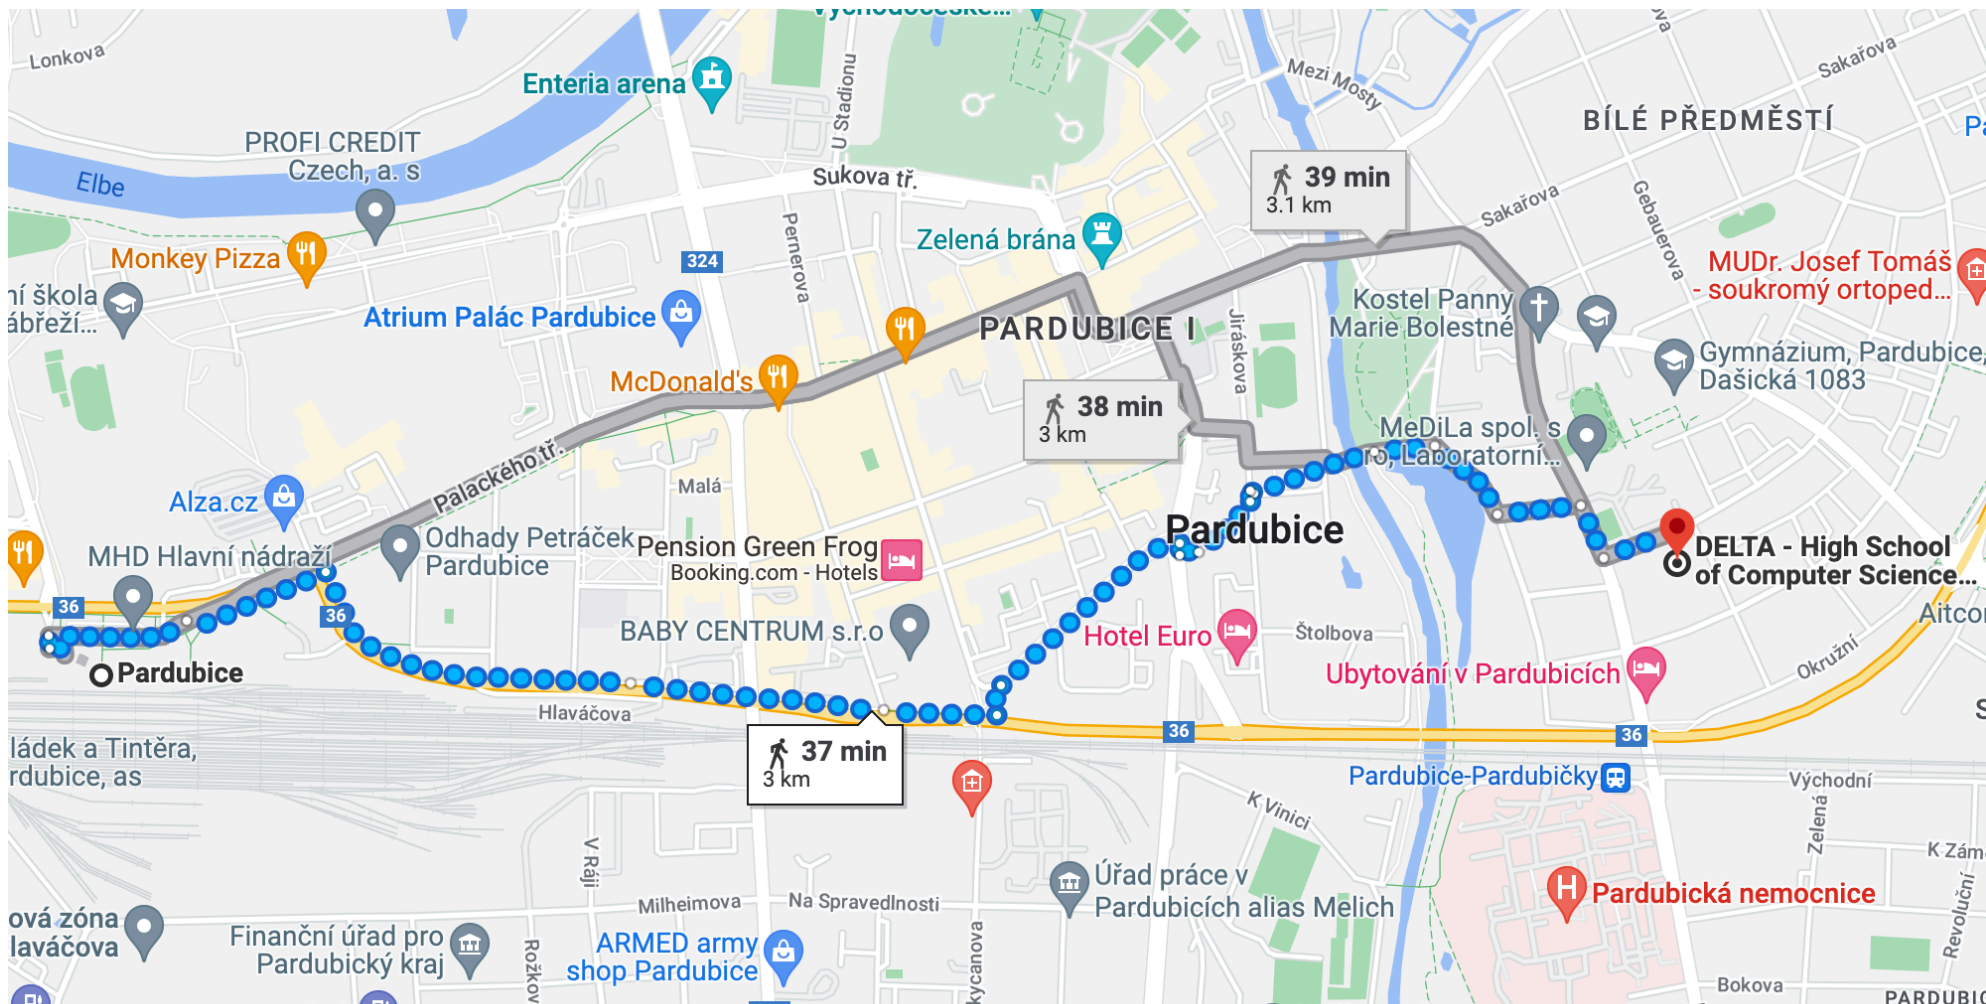 Východočeské...
Lonkova
Enteria arena
U Stadionu
Mezi Mosty
Sakařova
BÍLÉ PŘEDMĚSTÍ
PROFI CREDIT
Czech, a. s
Elbe
Sukova tř.
39 min
3.1 km
Sakařova
Gebauerova
Pernerova
Zelená brána
Monkey Pizza
324
MUDr. Josef Tomáš
- soukromý ortoped...
ní škola
ábřeží...
Atrium Palác Pardubice
Kostel Panny
Marie Bolestné
PARDUBICE I
Jiráskova
Gymnázium, Pardubice,
Dašická 1083
McDonald's
38 min
3 km
MeDiLa spol. s
ro, Laboratorní...
Palackého tř.
Malá
Alza.cz
Pardubice
MHD Hlavní nádraží
Odhady Petráček
Pardubice
Pension Green Frog
Booking.com - Hotels
DELTA - High School
of Computer Science...
36
36
Aitco
BABY CENTRUM s.r.o
Hotel Euro
Štolbova
Okružní
Pardubice
Ubytování v Pardubicích
Hlaváčova
36
36
ládek a Tintěra,
rdubice, as
37 min
3 km
Pardubice-Pardubičky
Východní
K Vinici
Zelená
V Ráji
K Zám
Úřad práce v
Pardubicích alias Melich
Pardubická nemocnice
H
Milheimova
Na Spravedlnosti
Revoluční
ová zóna
laváčova
Finanční úřad pro
Pardubický kraj
Rožkov
ARMED army
shop Pardubice
kycanova
Bokova
PARDUBIC